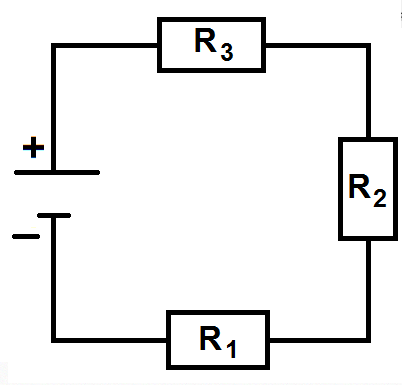 R₃
+
R₂
−
R₁